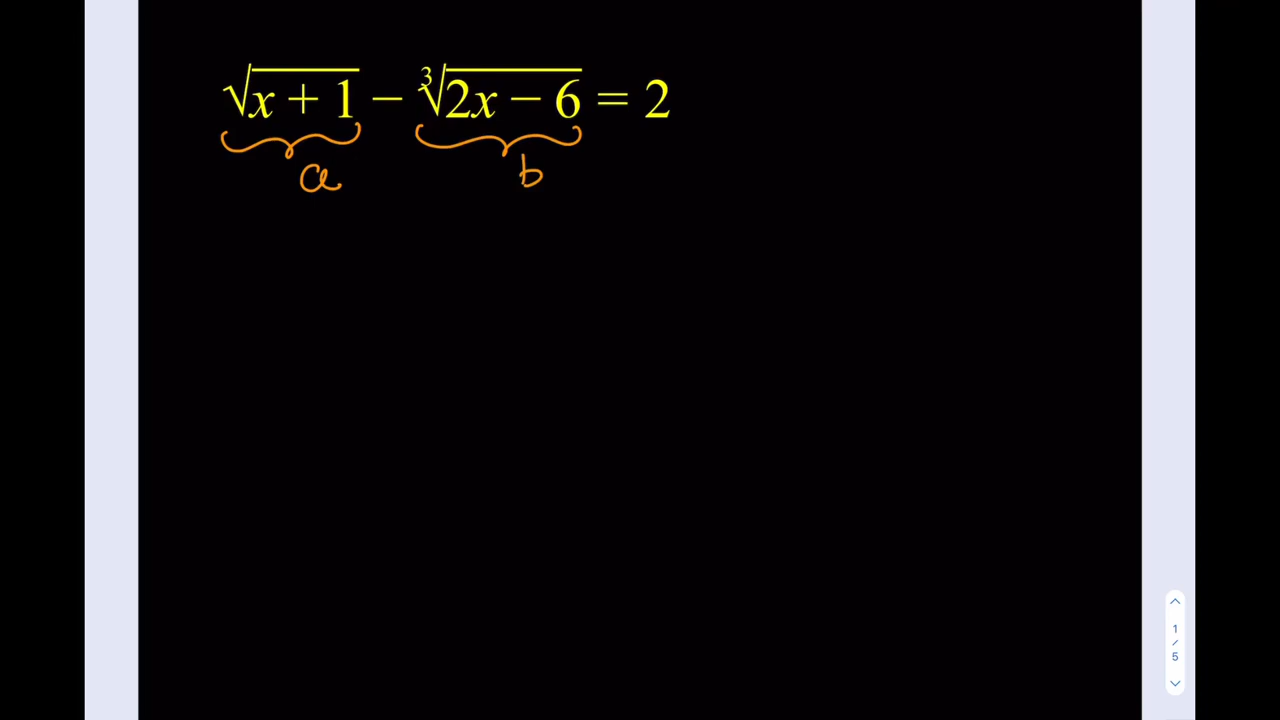 √(x + 1) − ∛(2x − 6) = 2
a b
1
/
5